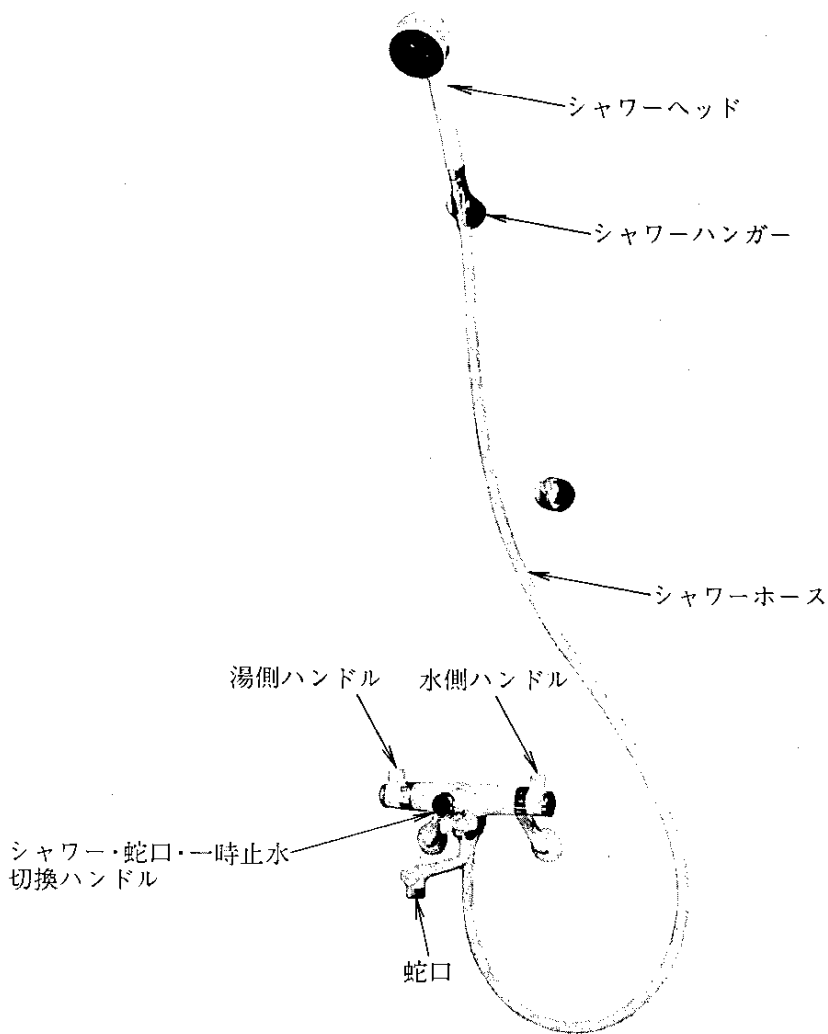 シャワーヘッド
シャワーハンガー
シャワーホース
湯側ハンドル
水側ハンドル
シャワー・蛇口・一時止水
切換ハンドル
蛇口